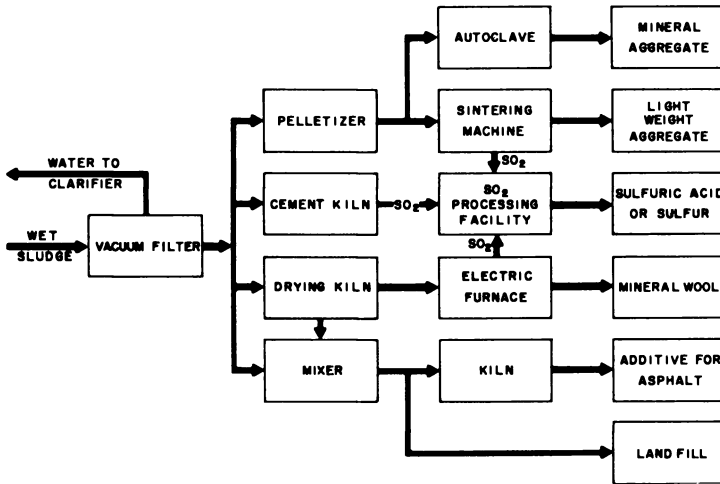 AUTOCLAVE
MINERAL
AGGREGATE
PELLETIZER
SINTERING
MACHINE
LIGHT
WEIGHT
AGGREGATE
SO₂
WATER TO
CLARIFIER
CEMENT KILN
SO₂
SO₂
PROCESSING
FACILITY
SULFURIC ACID
OR SULFUR
WET
SLUDGE
VACUUM FILTER
SO₂
DRYING KILN
ELECTRIC
FURNACE
MINERAL WOOL
MIXER
KILN
ADDITIVE FOR
ASPHALT
LAND FILL